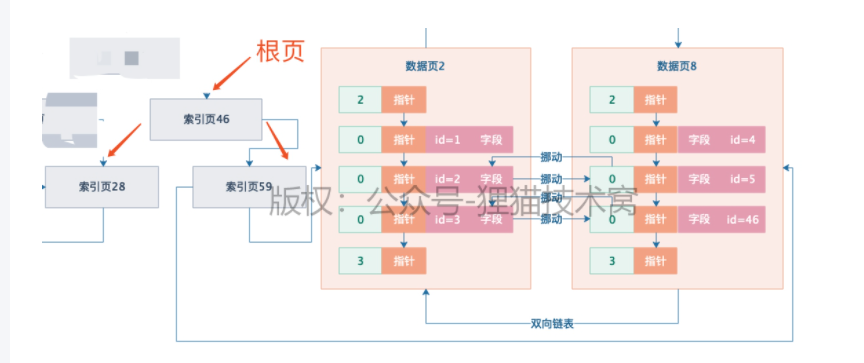 根页
数据页2
数据页8
2 指针
2 指针
索引页46
0 指针 id=1 字段
0 指针 字段 id=4
挪动
索引页28
索引页59
0 指针 id=2 字段
挪动
0 指针 字段 id=5
版权：公众号-狸猫技术窝
挪动
0 指针 id=3 字段
挪动
0 指针 字段 id=46
3 指针
3 指针
双向链表